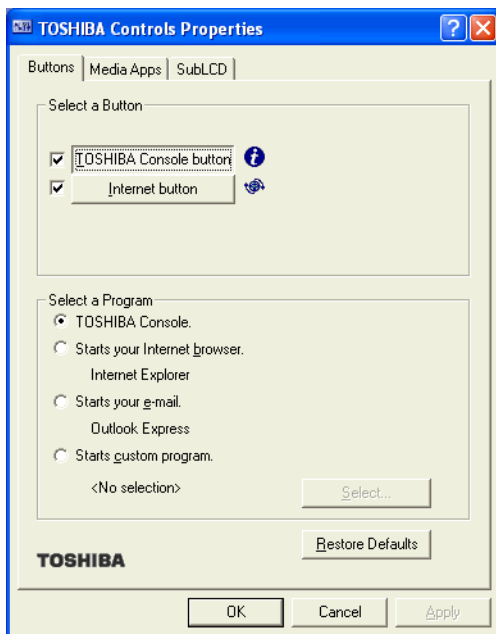 TOSHIBA Controls Properties
Buttons Media Apps SubLCD
Select a Button
TOSHIBA Console button
Internet button
Select a Program
TOSHIBA Console.
Starts your Internet browser.
Internet Explorer
Starts your e-mail.
Outlook Express
Starts custom program.
<No selection> Select...
Restore Defaults
TOSHIBA
OK Cancel Apply